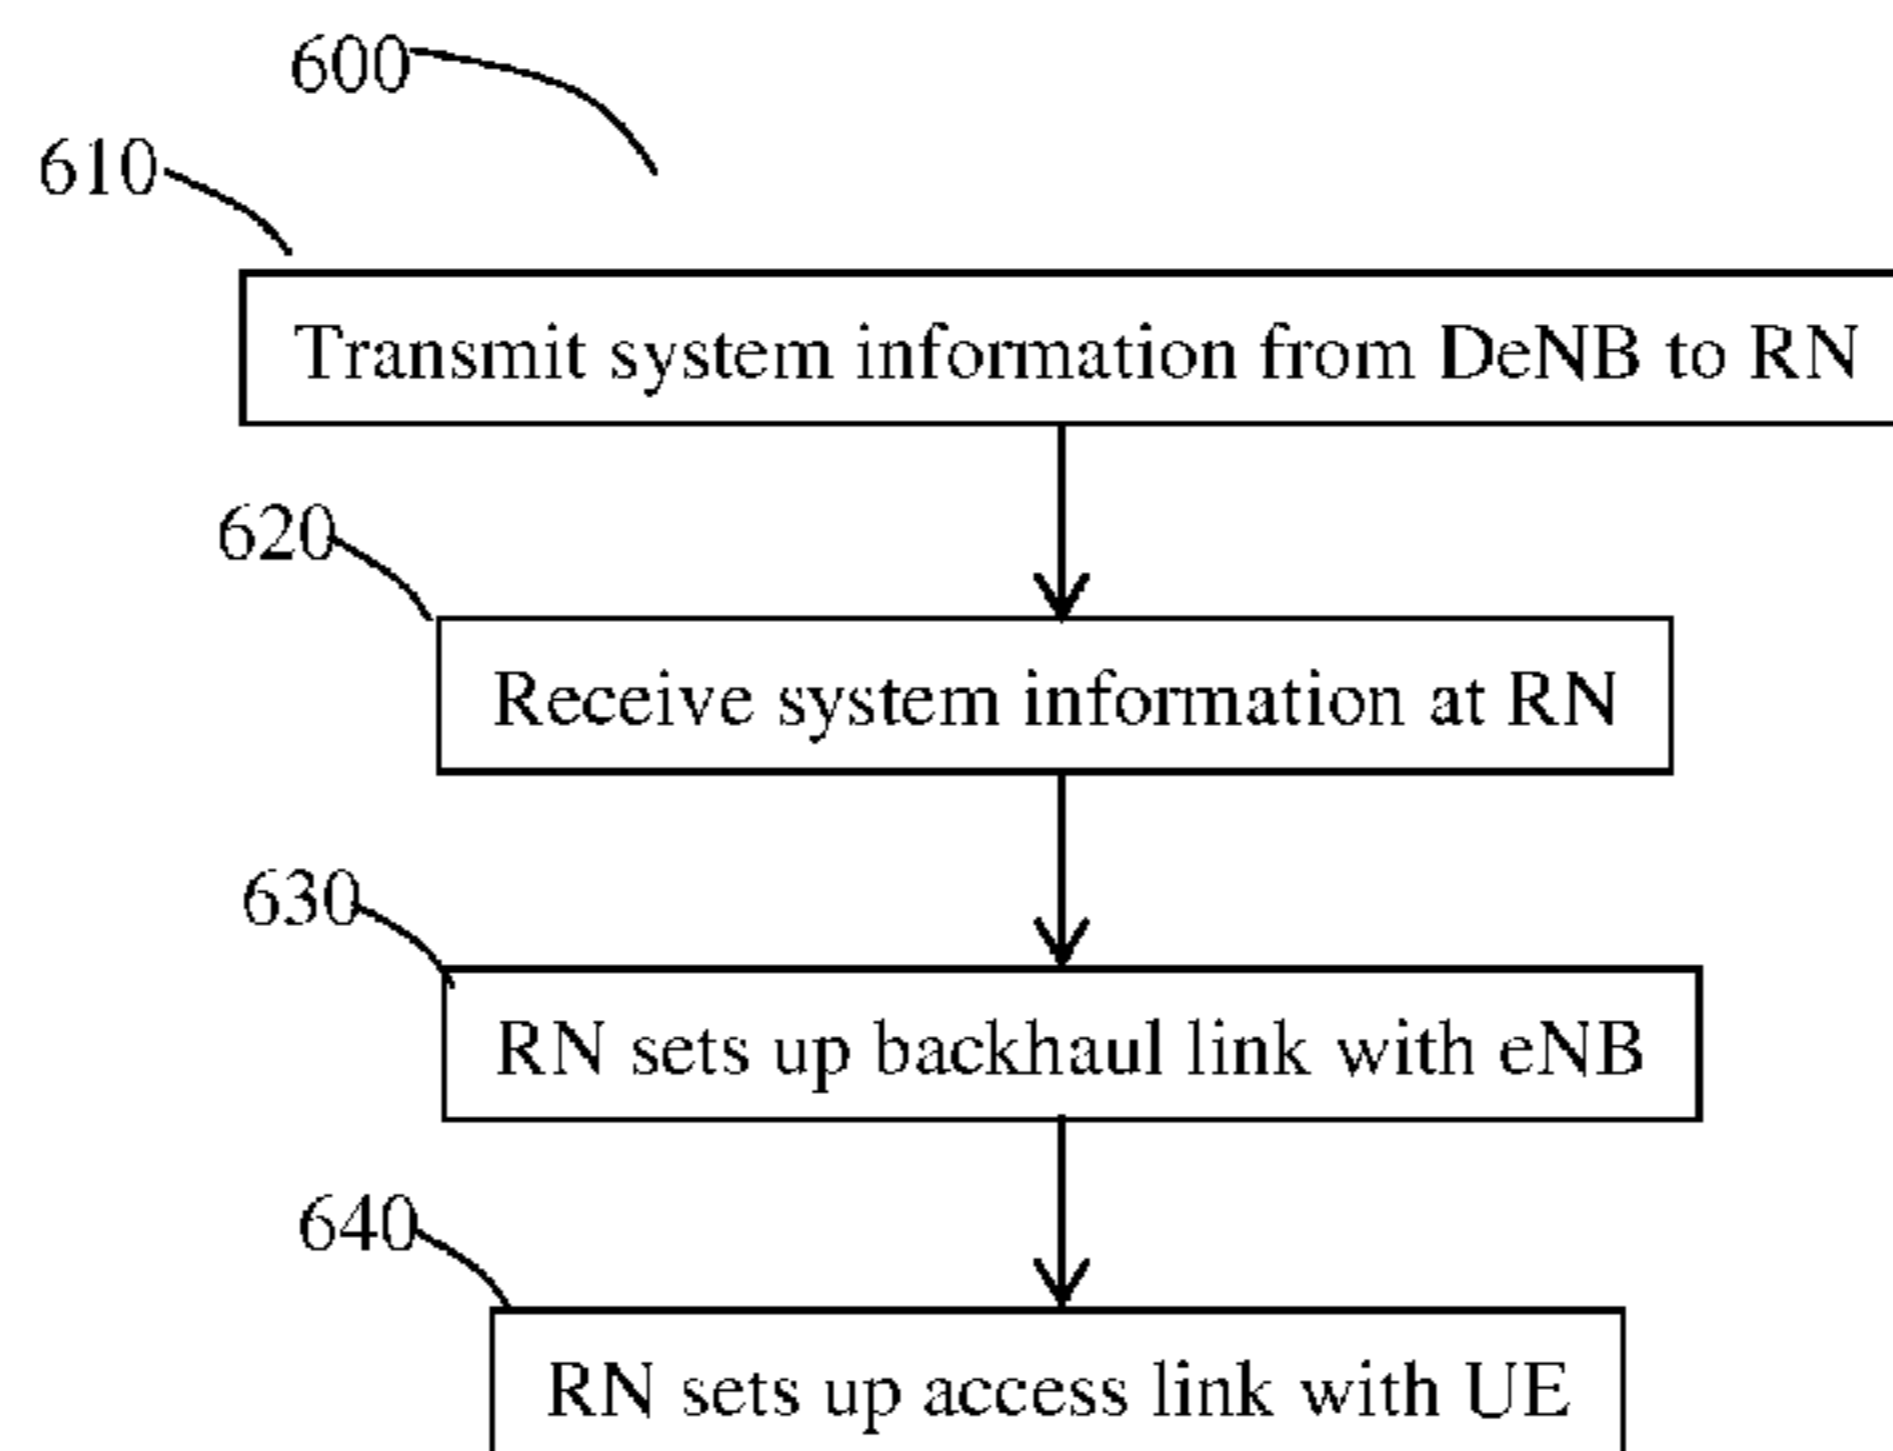 600
610
Transmit system information from DeNB to RN
620
Receive system information at RN
630
RN sets up backhaul link with eNB
640
RN sets up access link with UE